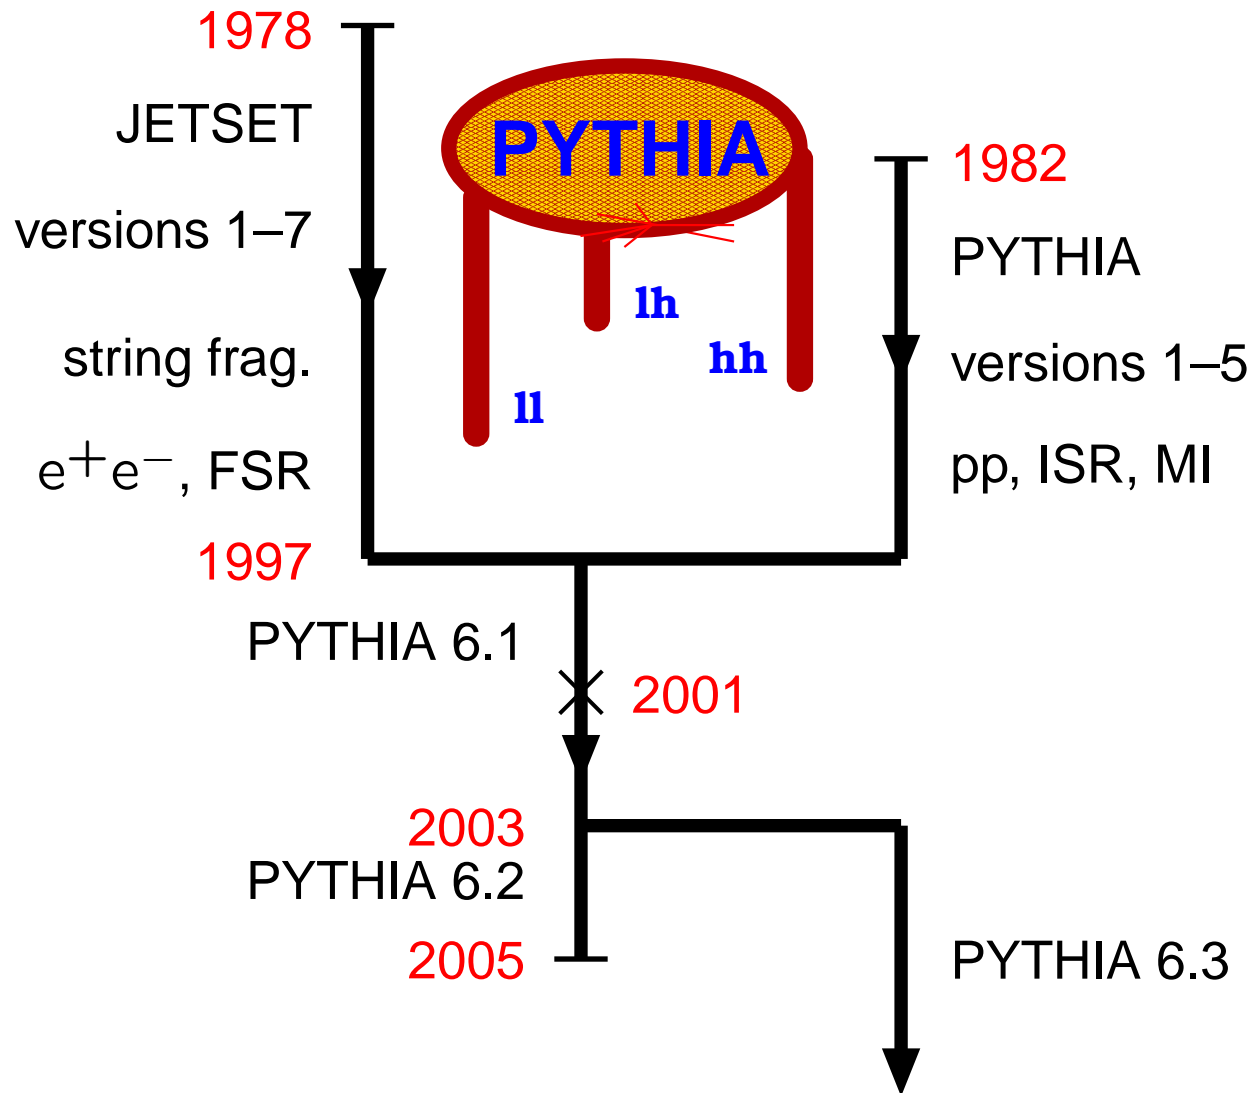 1978
JETSET
versions 1–7
string frag.
e⁺e⁻, FSR
1997
PYTHIA
lh
hh
ll
1982
PYTHIA
versions 1–5
pp, ISR, MI
PYTHIA 6.1
2001
2003
PYTHIA 6.2
2005
PYTHIA 6.3